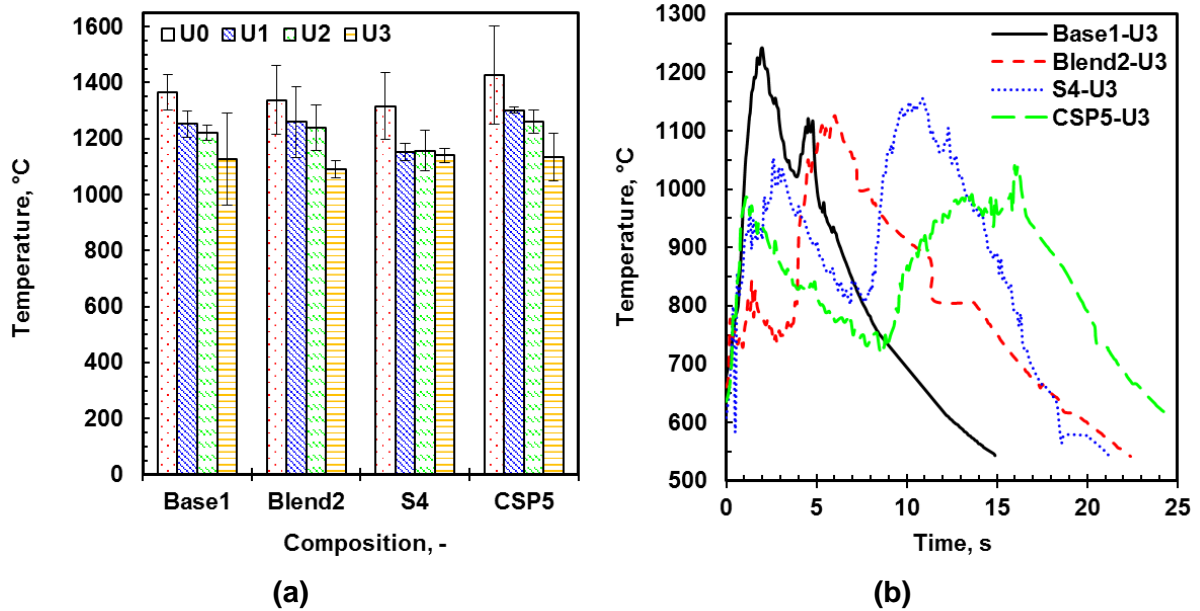 1600
1400
1200
1000
800
600
400
200
0
Temperature, °C
U0 U1 U2 U3
Base1 Blend2 S4 CSP5
Composition, -
(a)
1300
1200
1100
1000
900
800
700
600
500
Temperature, °C
Base1-U3
Blend2-U3
S4-U3
CSP5-U3
0 5 10 15 20 25
Time, s
(b)